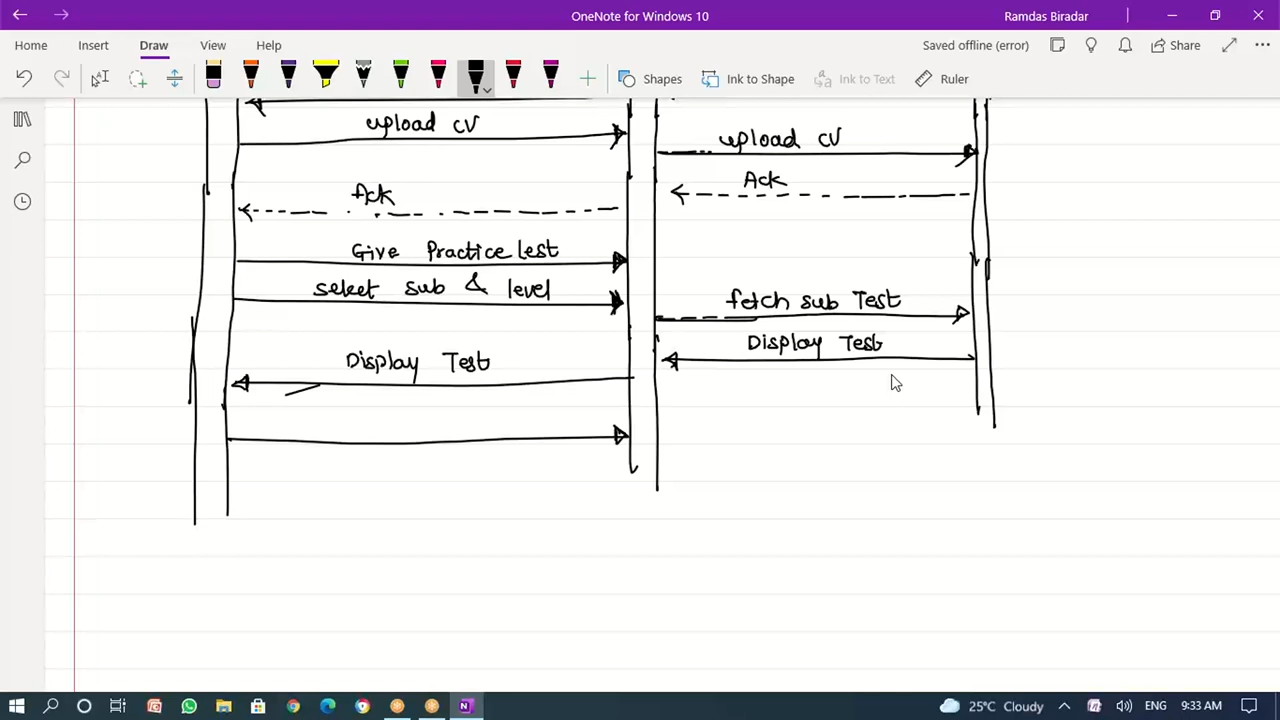 OneNote for Windows 10
Ramdas Biradar
Home Insert Draw View Help
Saved offline (error)
Share
Shapes
Ink to Shape
Ink to Text
Ruler
upload CV
upload CV
Ack
Ack
Give Practice Test
select sub & level
fetch sub Test
Display Test
Display Test
25°C Cloudy
ENG
9:33 AM